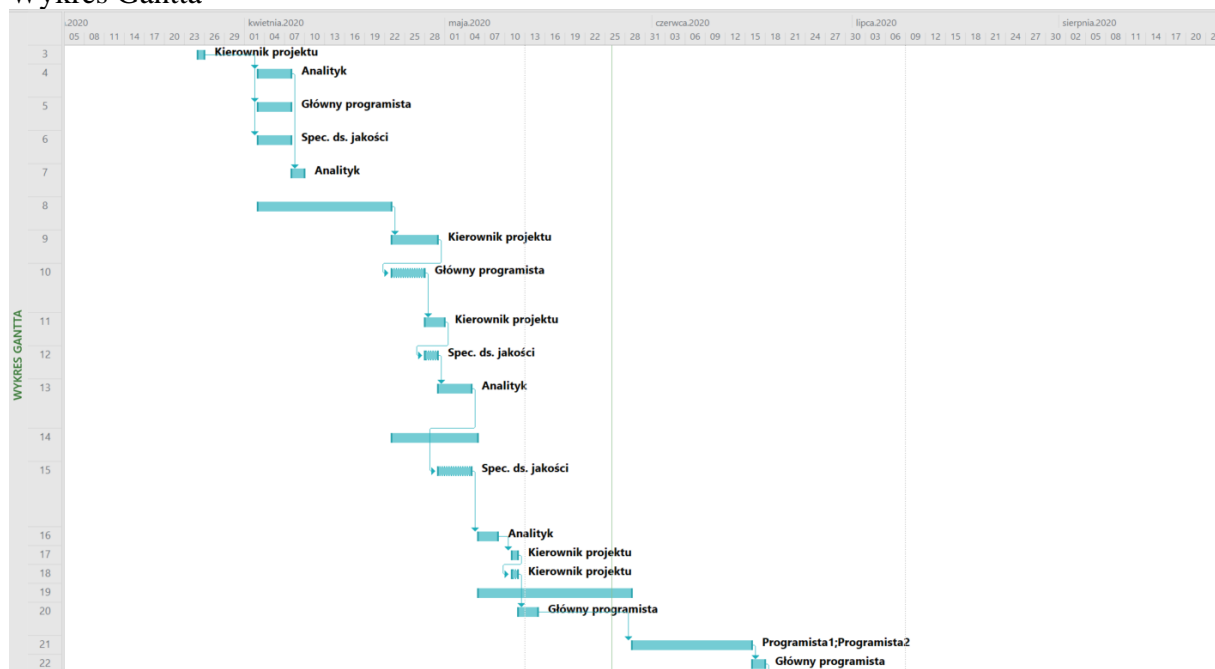 Wykres Gantta
.2020 kwietnia.2020 maja.2020 czerwca.2020 lipca.2020 sierpnia.2020
05 08 11 14 17 20 23 26 29 01 04 07 10 13 16 19 22 25 28 01 04 07 10 13 16 19 22 25 28 31 03 06 09 12 15 18 21 24 27 30 03 06 09 12 15 18 21 24 27 30 02 05 08 11 14 17 20
3 Kierownik projektu
4 Analityk
5 Główny programista
6 Spec. ds. jakości
7 Analityk
8
9 Kierownik projektu
10 Główny programista
11 Kierownik projektu
12 Spec. ds. jakości
13 Analityk
14
15 Spec. ds. jakości
16 Analityk
17 Kierownik projektu
18 Kierownik projektu
19
20 Główny programista
21 Programista1;Programista2
22 Główny programista
WYKRES GANTTA